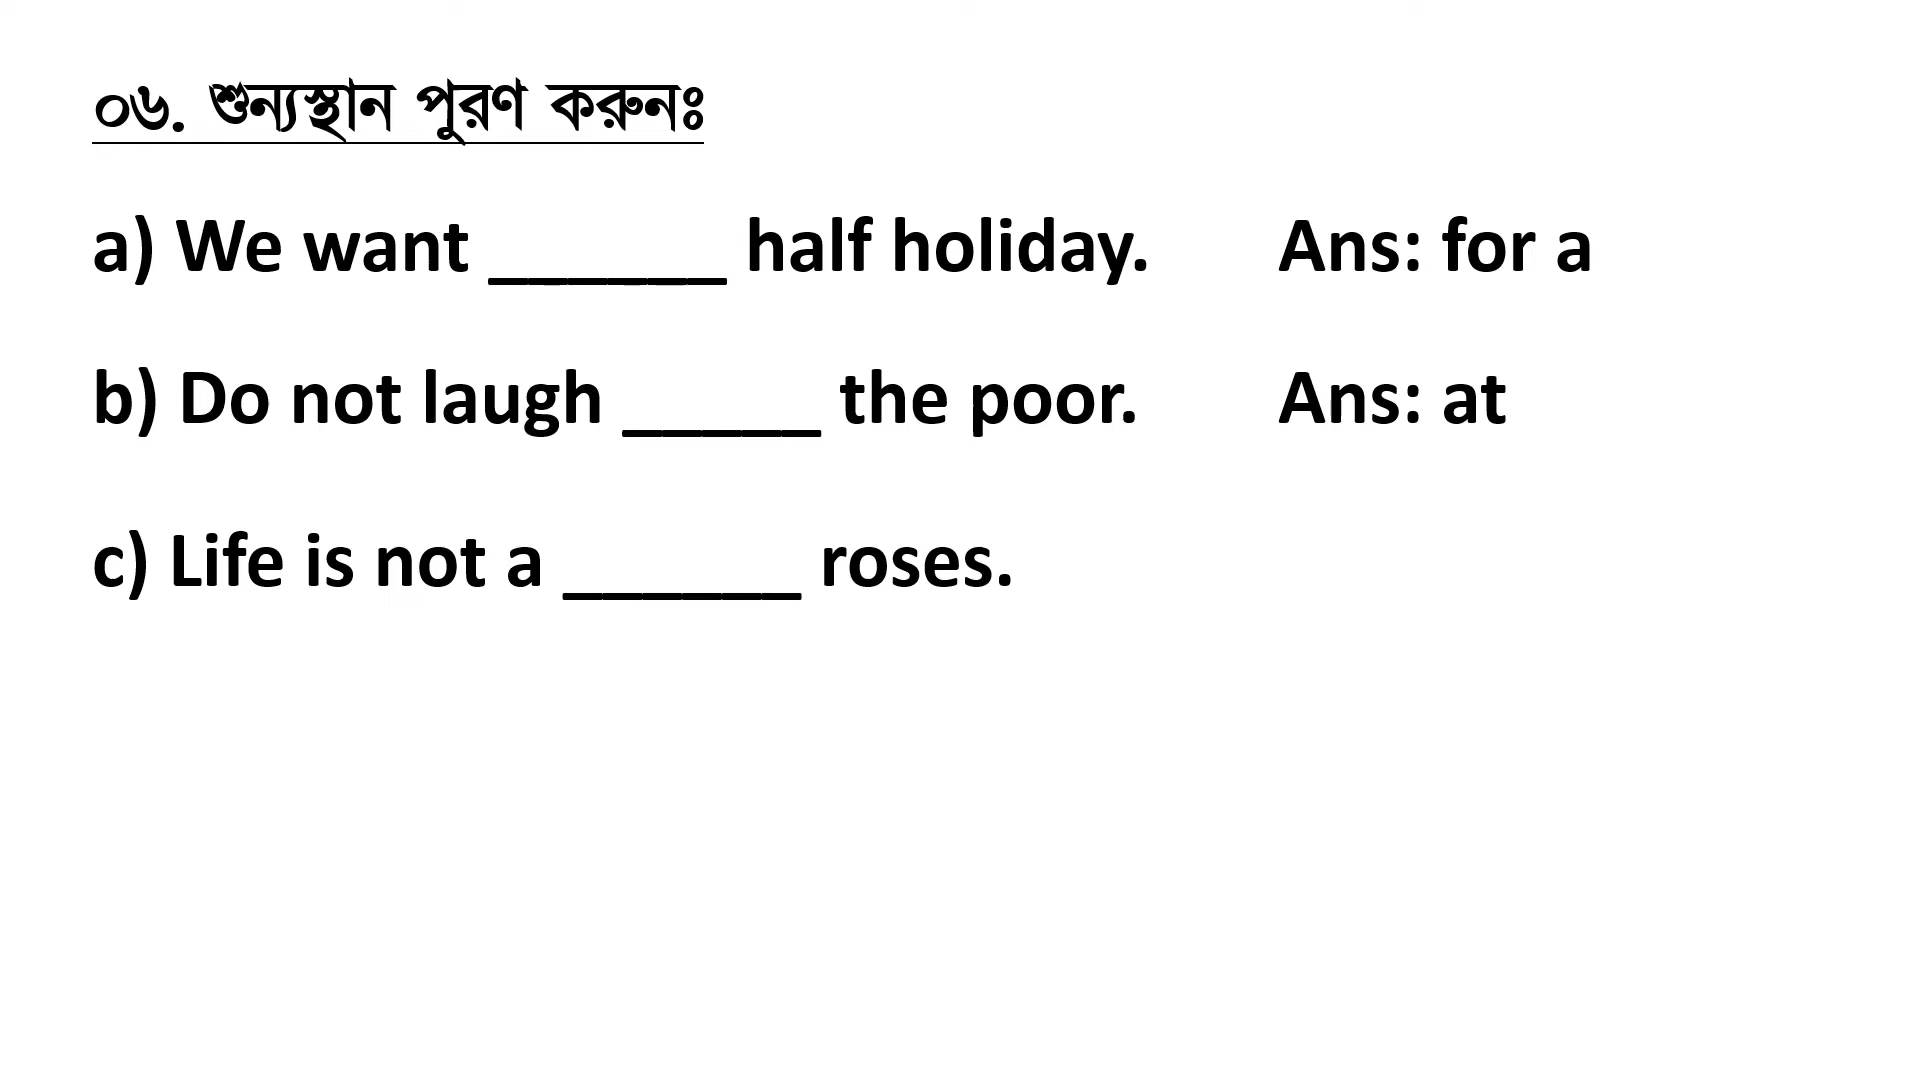 ০৬. শুন্যস্থান পুরণ করুনঃ
a) We want ______ half holiday. Ans: for a
b) Do not laugh _____ the poor. Ans: at
c) Life is not a ______ roses.